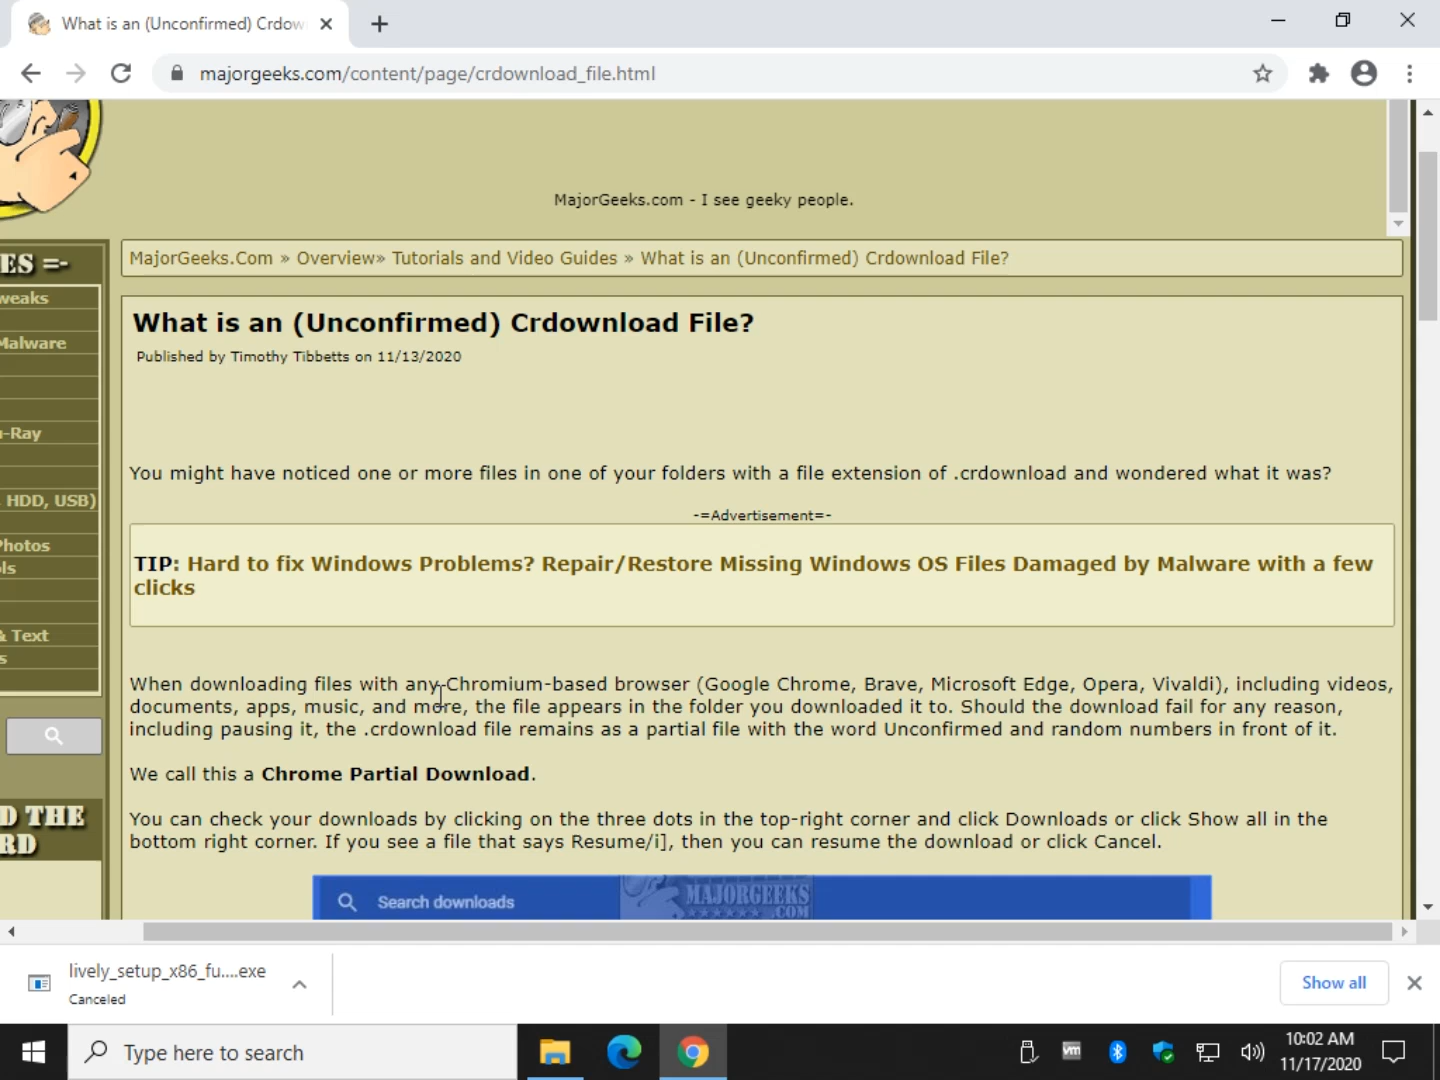 What is an (Unconfirmed) Crdow
majorgeeks.com/content/page/crdownload_file.html
MajorGeeks.com - I see geeky people.
ES =-
weaks
Malware
-Ray
HDD, USB)
Photos
ls
& Text
s
D THE
RD
MajorGeeks.Com » Overview» Tutorials and Video Guides » What is an (Unconfirmed) Crdownload File?
What is an (Unconfirmed) Crdownload File?
Published by Timothy Tibbetts on 11/13/2020
You might have noticed one or more files in one of your folders with a file extension of .crdownload and wondered what it was?
-=Advertisement=-
TIP: Hard to fix Windows Problems? Repair/Restore Missing Windows OS Files Damaged by Malware with a few
clicks
When downloading files with any Chromium-based browser (Google Chrome, Brave, Microsoft Edge, Opera, Vivaldi), including videos,
documents, apps, music, and more, the file appears in the folder you downloaded it to. Should the download fail for any reason,
including pausing it, the .crdownload file remains as a partial file with the word Unconfirmed and random numbers in front of it.
We call this a Chrome Partial Download.
You can check your downloads by clicking on the three dots in the top-right corner and click Downloads or click Show all in the
bottom right corner. If you see a file that says Resume/i], then you can resume the download or click Cancel.
Search downloads
MAJORGEEKS
.COM
lively_setup_x86_fu....exe
Canceled
Show all
Type here to search
vm
10:02 AM
11/17/2020